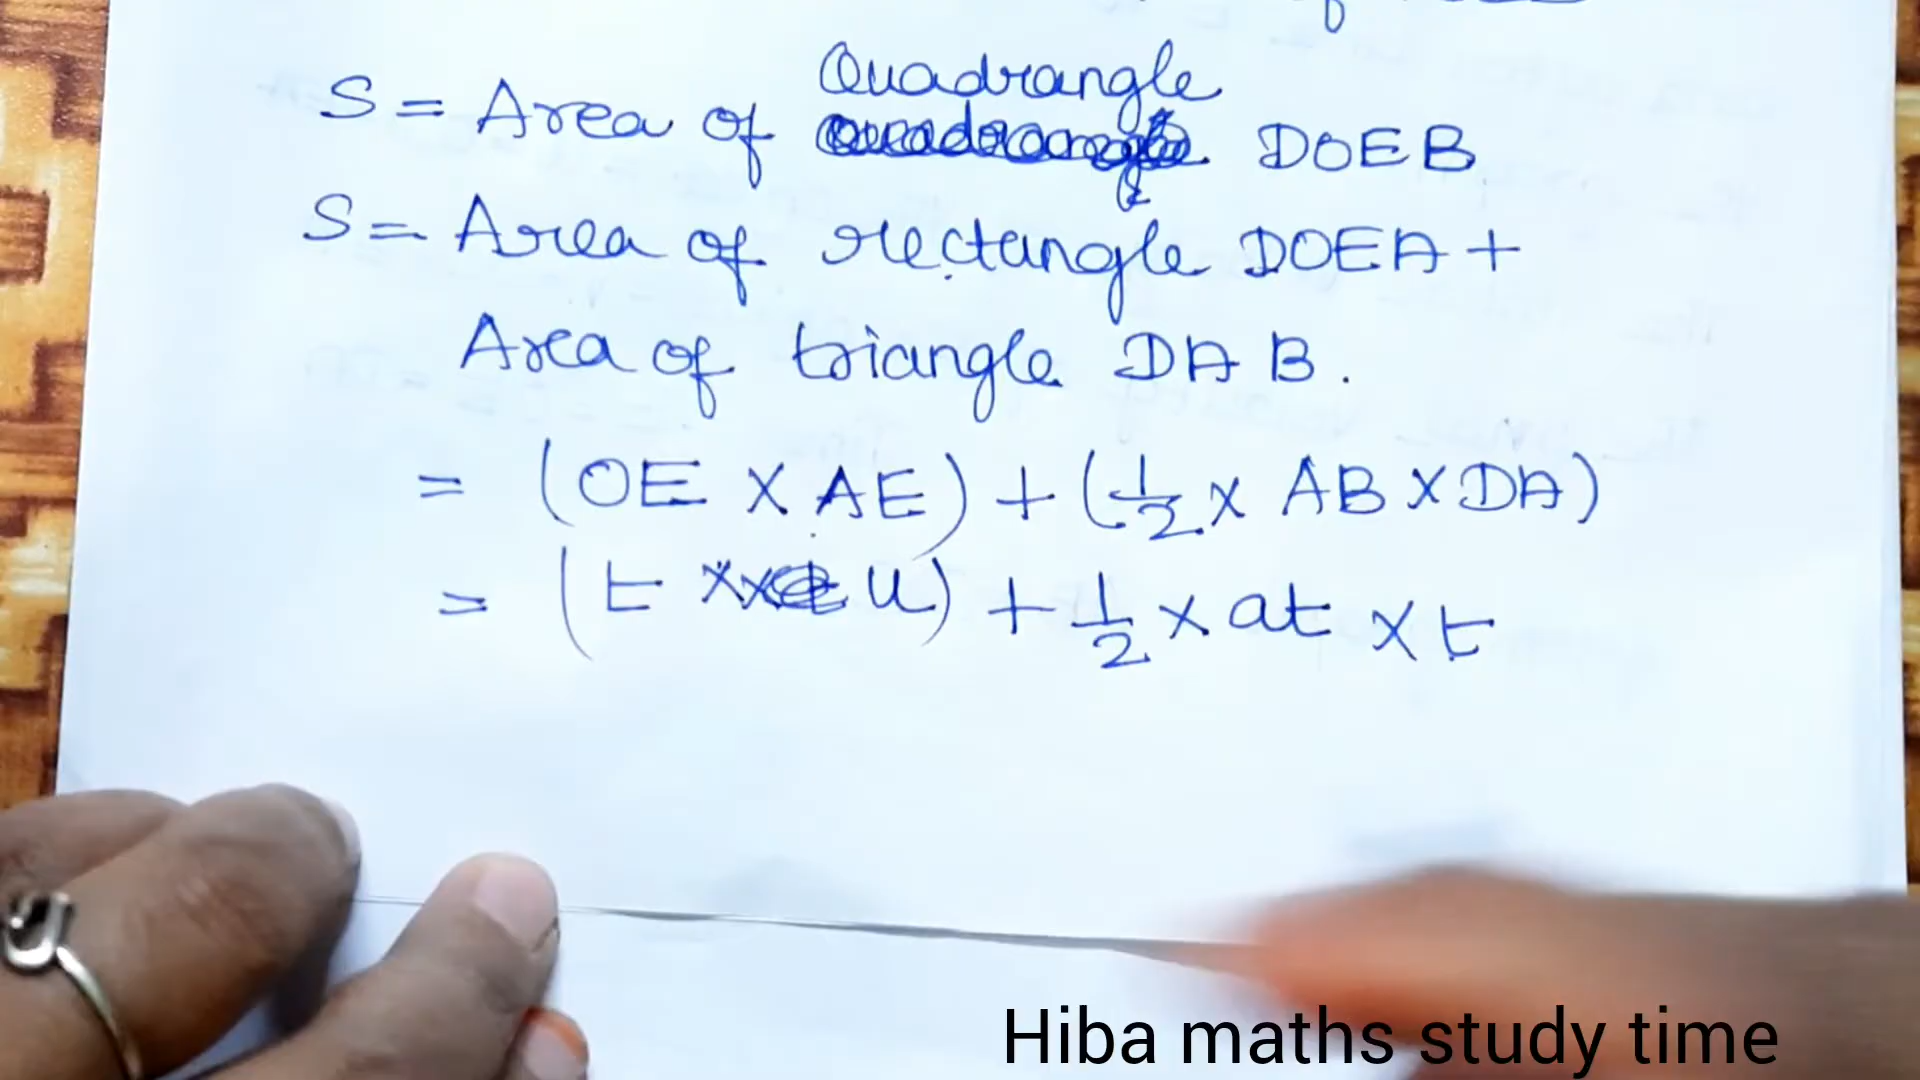 S = Area of Quadrangle DOEB
S = Area of rectangle DOEA +
Area of triangle DAB.
= (OE × AE) + (1/2 × AB × DA)
= (t × u) + 1/2 × at × t
Hiba maths study time